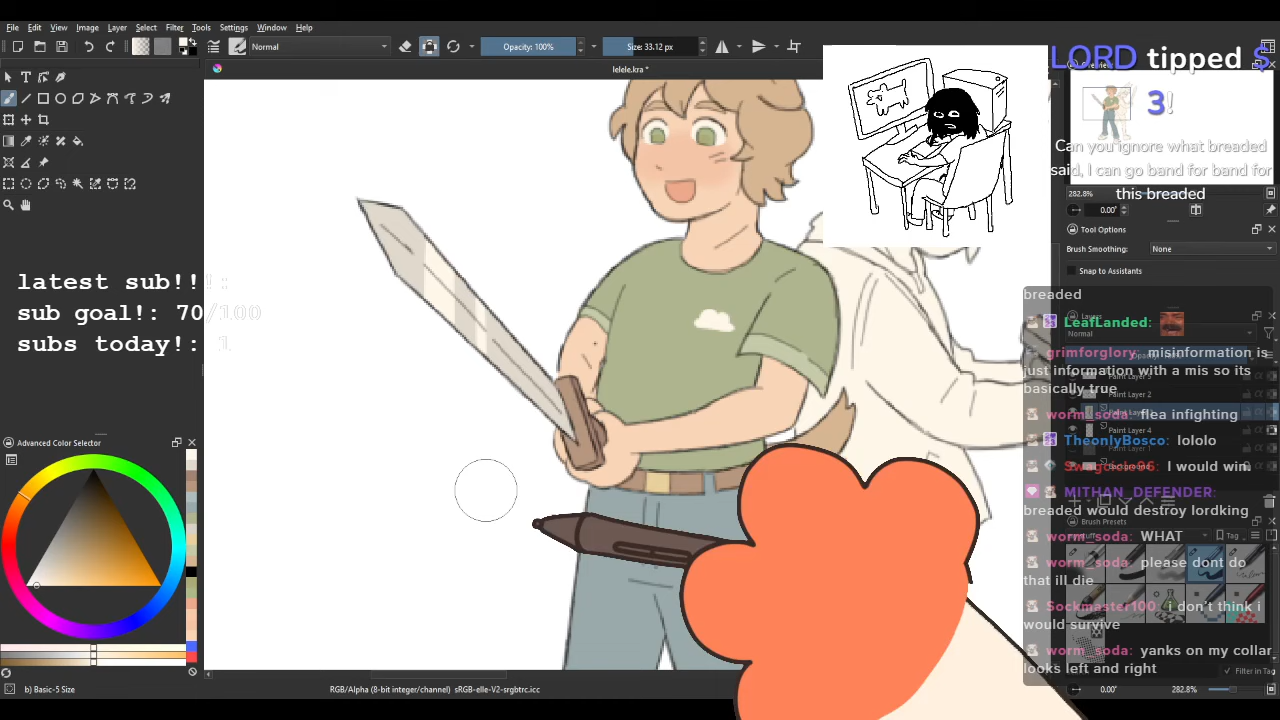 File Edit View Image Layer Select Filter Tools Settings Window Help
Normal
Opacity: 100%
Size: 33.12 px
lelele.kra *
LORD tipped $
3!
Can you ignore what breaded
said, I can go band for band for
this breaded
282.8%
0.00°
Tool Options
Brush Smoothing: None
Snap to Assistants
latest sub!!!:
sub goal!: 70/100
subs today!: 1
breaded
LeafLanded:
Layers
Normal
grimforglory: misinformation is
just information with a mis so its
basically true
Paint Layer 3
Paint Layer 2
worm_soda: flea infighting
Paint Layer 4
TheonlyBosco: lololo
Paint Layer 1
Swagoick06: I would win
MITHAN_DEFENDER:
breaded would destroy lordking
Brush Presets
worm_soda: WHAT
Tag
worm_soda: please dont do
that ill die
Sockmaster100: i don't think i
would survive
worm_soda: yanks on my collar
looks left and right
Filter in Tag
Advanced Color Selector
b) Basic-5 Size
RGB/Alpha (8-bit integer/channel) sRGB-elle-V2-srgbtrc.icc
0.00°
282.8%